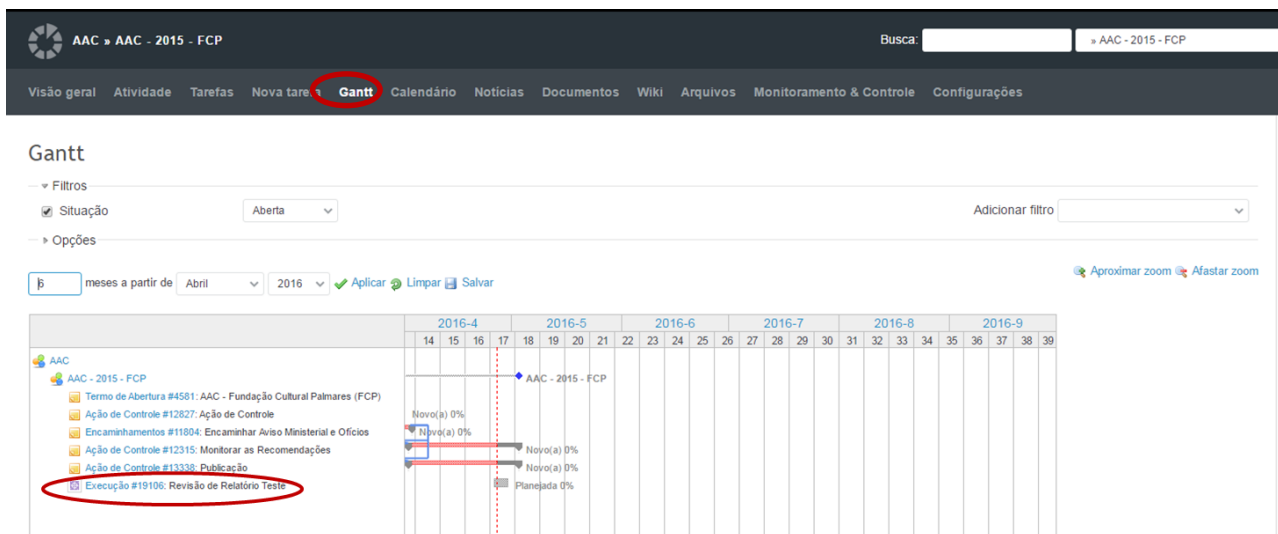 AAC » AAC - 2015 - FCP Busca: » AAC - 2015 - FCP
Visão geral Atividade Tarefas Nova tarefa Gantt Calendário Notícias Documentos Wiki Arquivos Monitoramento & Controle Configurações
Gantt
Filtros
Situação Aberta Adicionar filtro
Opções
6 meses a partir de Abril 2016 Aplicar Limpar Salvar Aproximar zoom Afastar zoom
2016-4 2016-5 2016-6 2016-7 2016-8 2016-9
14 15 16 17 18 19 20 21 22 23 24 25 26 27 28 29 30 31 32 33 34 35 36 37 38 39
AAC
AAC - 2015 - FCP AAC - 2015 - FCP
Termo de Abertura #4581: AAC - Fundação Cultural Palmares (FCP)
Ação de Controle #12827: Ação de Controle Novo(a) 0%
Encaminhamentos #11804: Encaminhar Aviso Ministerial e Ofícios Novo(a) 0%
Ação de Controle #12315: Monitorar as Recomendações Novo(a) 0%
Ação de Controle #13338: Publicação Novo(a) 0%
Execução #19106: Revisão de Relatório Teste Planejada 0%